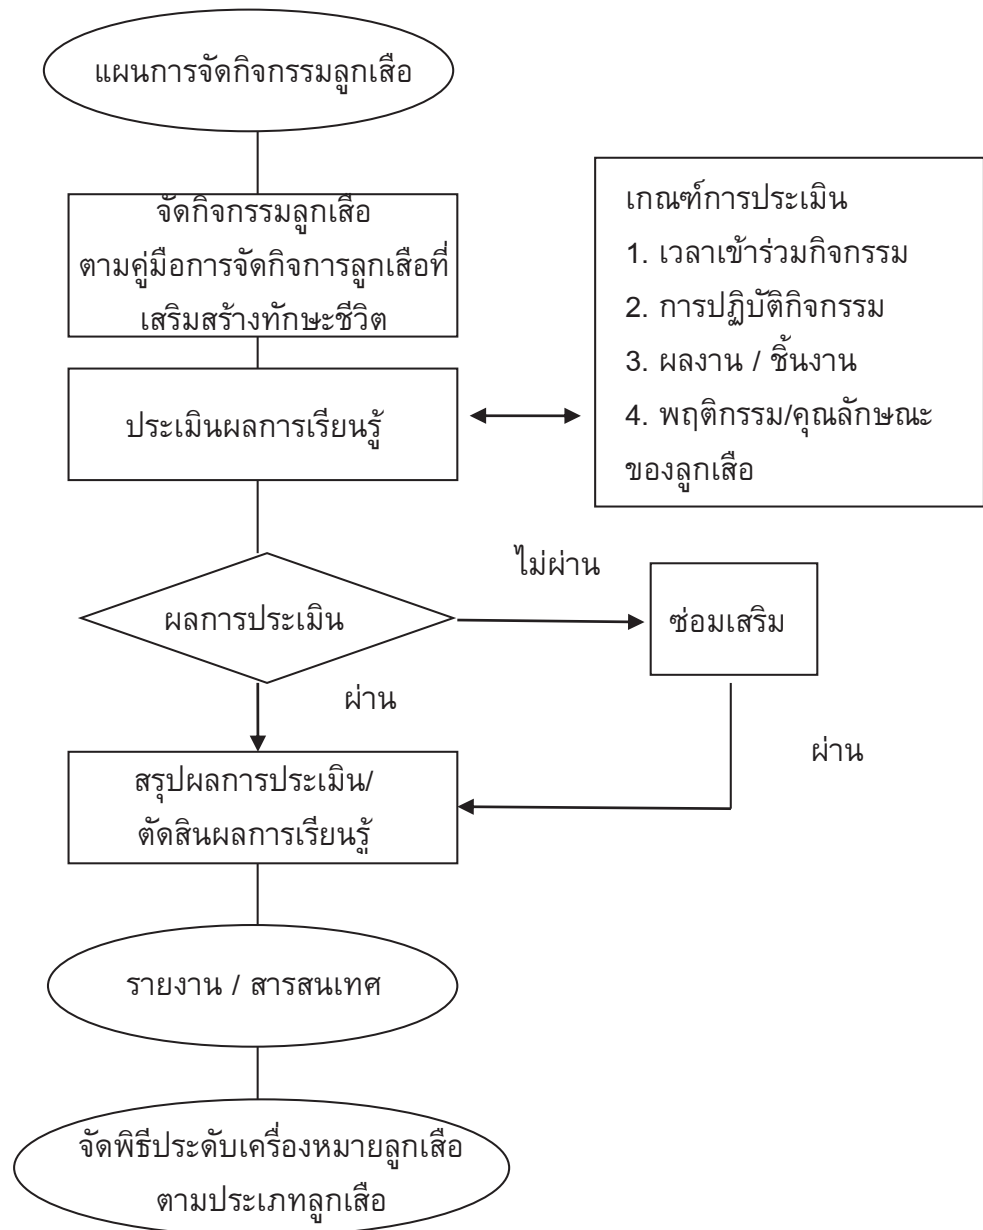 แผนการจัดกิจกรรมลูกเสือ
จัดกิจกรรมลูกเสือ
ตามคู่มือการจัดกิจการลูกเสือที่
เสริมสร้างทักษะชีวิต
เกณฑ์การประเมิน
1. เวลาเข้าร่วมกิจกรรม
2. การปฏิบัติกิจกรรม
3. ผลงาน / ชิ้นงาน
4. พฤติกรรม/คุณลักษณะ
ของลูกเสือ
ประเมินผลการเรียนรู้
ไม่ผ่าน
ผลการประเมิน
ซ่อมเสริม
ผ่าน
ผ่าน
สรุปผลการประเมิน/
ตัดสินผลการเรียนรู้
รายงาน / สารสนเทศ
จัดพิธีประดับเครื่องหมายลูกเสือ
ตามประเภทลูกเสือ